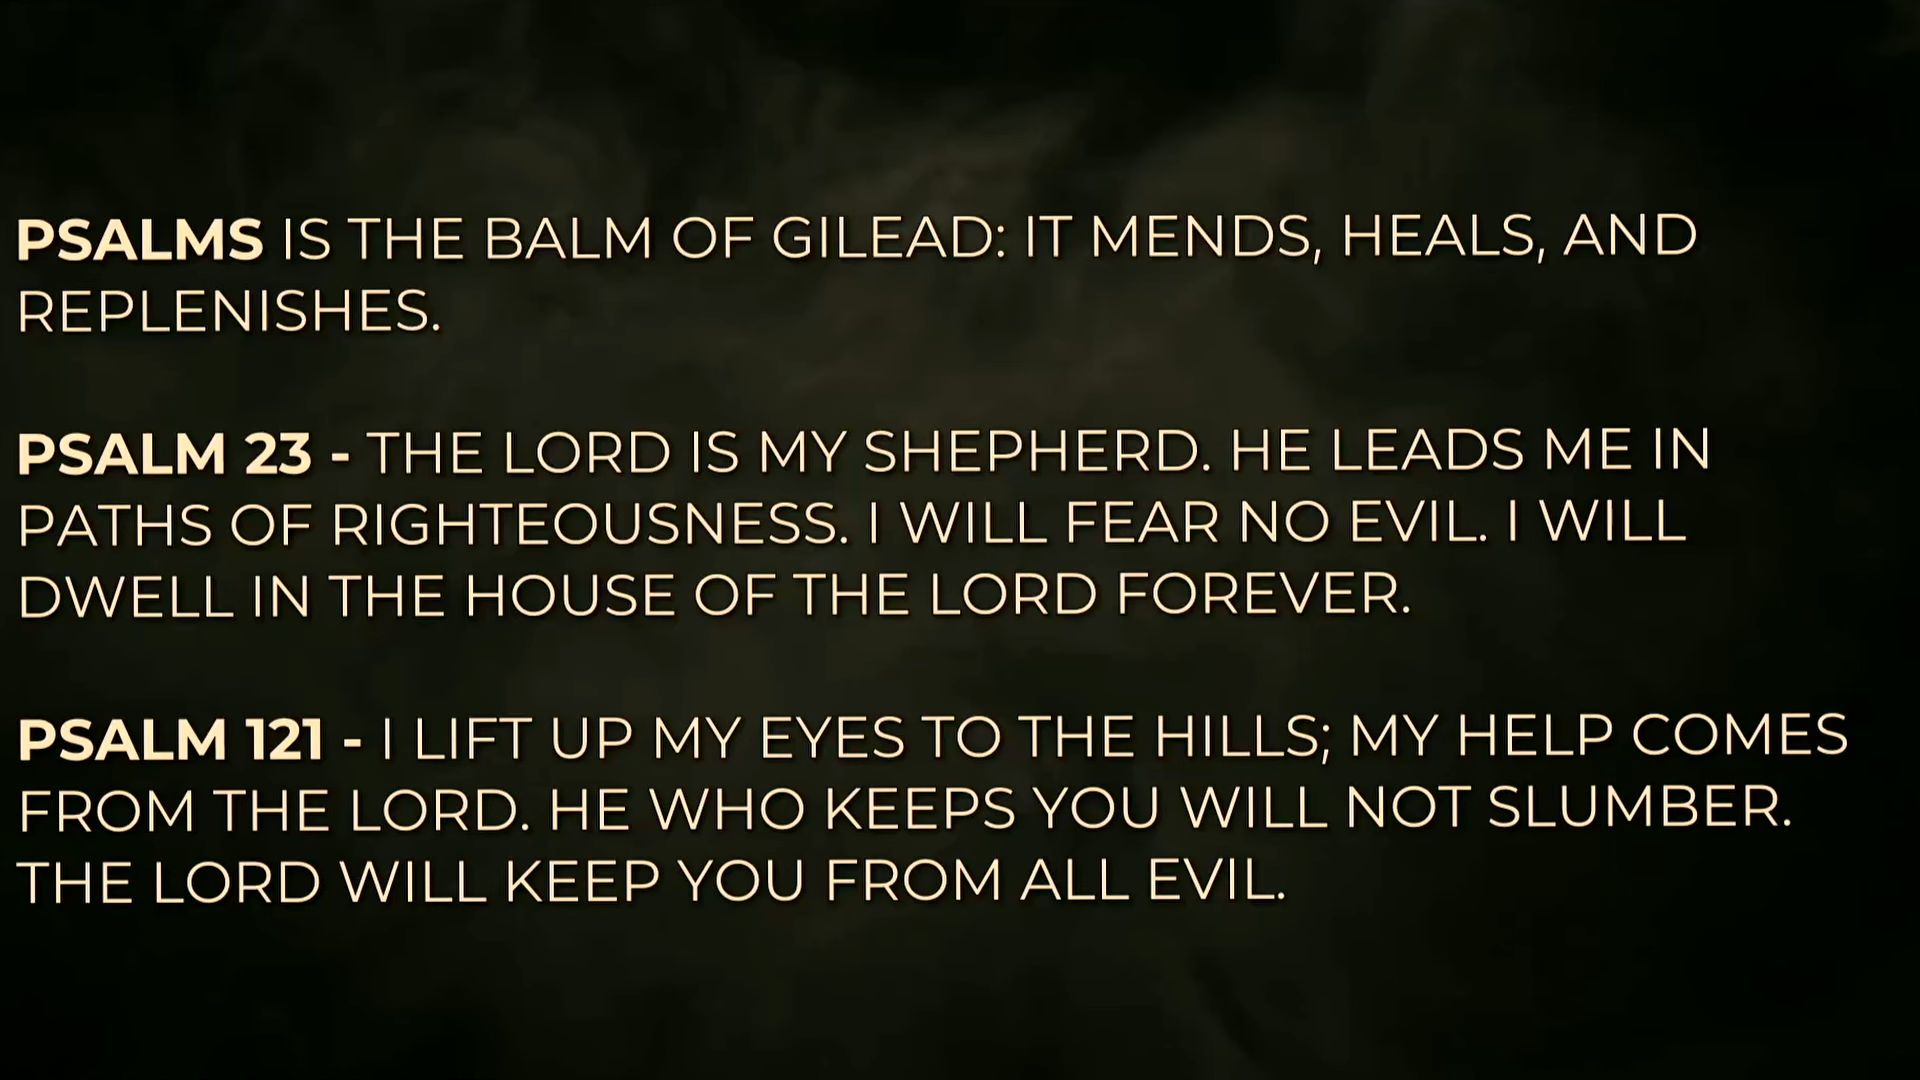 PSALMS IS THE BALM OF GILEAD: IT MENDS, HEALS, AND
REPLENISHES.
PSALM 23 - THE LORD IS MY SHEPHERD. HE LEADS ME IN
PATHS OF RIGHTEOUSNESS. I WILL FEAR NO EVIL. I WILL
DWELL IN THE HOUSE OF THE LORD FOREVER.
PSALM 121 - I LIFT UP MY EYES TO THE HILLS; MY HELP COMES
FROM THE LORD. HE WHO KEEPS YOU WILL NOT SLUMBER.
THE LORD WILL KEEP YOU FROM ALL EVIL.